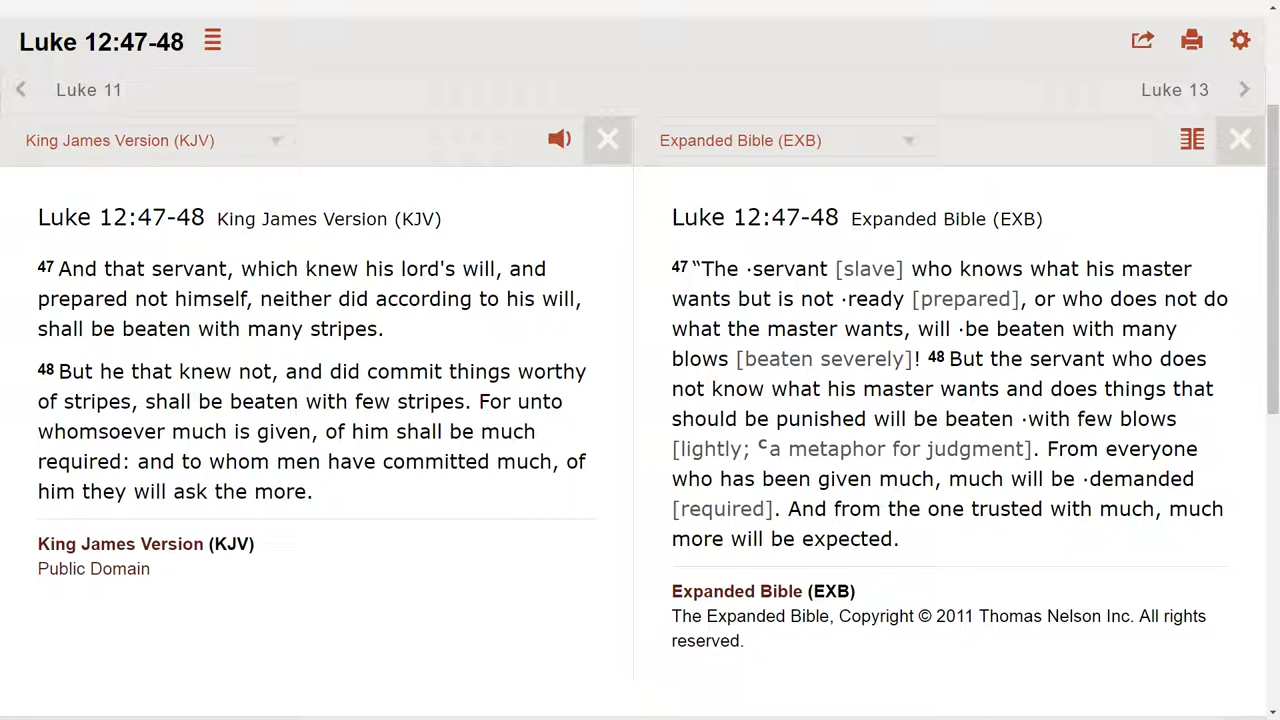 Luke 12:47-48
Luke 11
Luke 13
King James Version (KJV)
Expanded Bible (EXB)
Luke 12:47-48 King James Version (KJV)
47 And that servant, which knew his lord's will, and
prepared not himself, neither did according to his will,
shall be beaten with many stripes.
48 But he that knew not, and did commit things worthy
of stripes, shall be beaten with few stripes. For unto
whomsoever much is given, of him shall be much
required: and to whom men have committed much, of
him they will ask the more.
King James Version (KJV)
Public Domain
Luke 12:47-48 Expanded Bible (EXB)
47 “The ·servant [slave] who knows what his master
wants but is not ·ready [prepared], or who does not do
what the master wants, will ·be beaten with many
blows [beaten severely]! 48 But the servant who does
not know what his master wants and does things that
should be punished will be beaten ·with few blows
[lightly; Ca metaphor for judgment]. From everyone
who has been given much, much will be ·demanded
[required]. And from the one trusted with much, much
more will be expected.
Expanded Bible (EXB)
The Expanded Bible, Copyright © 2011 Thomas Nelson Inc. All rights
reserved.